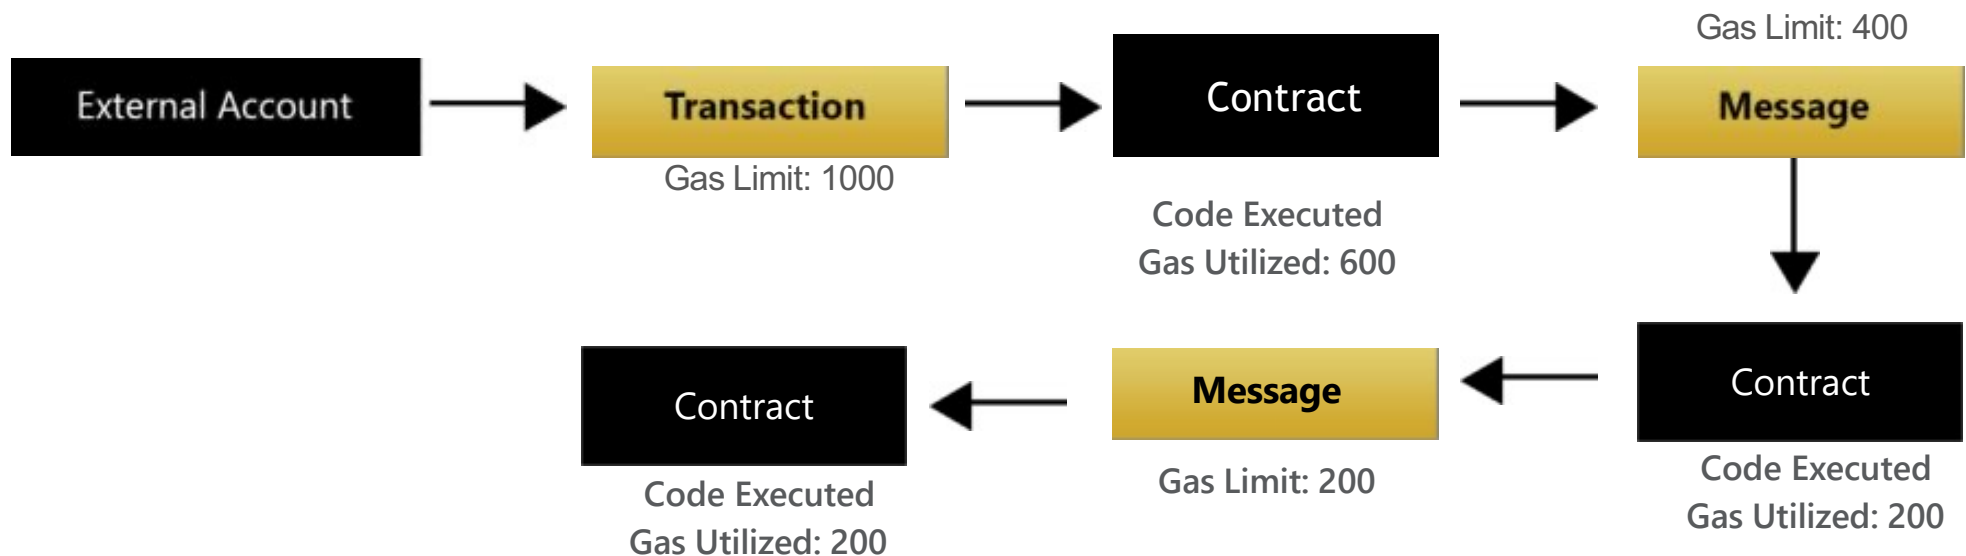 External Account
Transaction
Gas Limit: 1000
Contract
Code Executed
Gas Utilized: 600
Gas Limit: 400
Message
Contract
Code Executed
Gas Utilized: 200
Message
Gas Limit: 200
Contract
Code Executed
Gas Utilized: 200